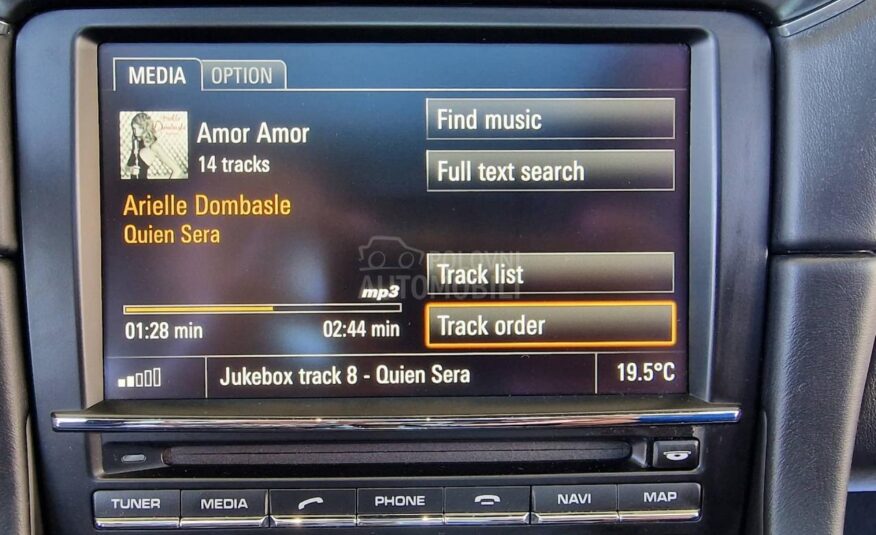 MEDIA
OPTION
Amor Amor
14 tracks
Arielle Dombasle
Quien Sera
Find music
Full text search
Track list
Track order
mp3
01:28 min
02:44 min
Jukebox track 8 - Quien Sera
19.5°C
POLOVNI
AUTOMOBILI
TUNER
MEDIA
PHONE
NAVI
MAP